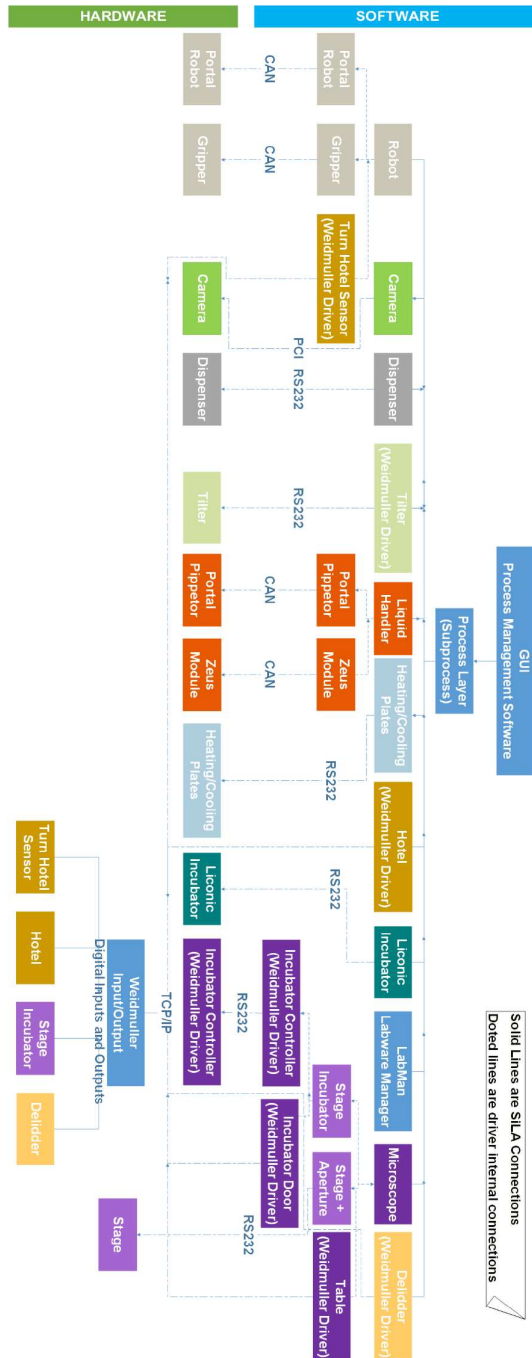 GUI
Process Management Software
Process Layer
(Subprocess)
Solid Lines are SiLA Connections
Doted lines are driver internal connections
SOFTWARE
HARDWARE
Robot
Camera
Dispenser
Tilter
(Weidmuller Driver)
Liquid
Handler
Heating/Cooling
Plates
Hotel
(Weidmuller Driver)
Liconic
Incubator
LabMan
Labware Manager
Microscope
Delidder
(Weidmuller Driver)
Portal
Robot
Gripper
Turn Hotel Sensor
(Weidmuller Driver)
Portal
Pippetor
Zeus
Module
Stage
Incubator
Stage +
Aperture
Table
(Weidmuller Driver)
Incubator Controller
(Weidmuller Driver)
Incubator Door
(Weidmuller Driver)
CAN
CAN
PCI
RS232
RS232
CAN
CAN
RS232
RS232
RS232
RS232
Portal
Robot
Gripper
Camera
Dispenser
Tilter
Portal
Pippetor
Zeus
Module
Heating/Cooling
Plates
Liconic
Incubator
Incubator Controller
(Weidmuller Driver)
TCP/IP
Stage
Weidmuller
Input/Output
Digital Inputs and Outputs
Turn Hotel
Sensor
Hotel
Stage
Incubator
Delidder